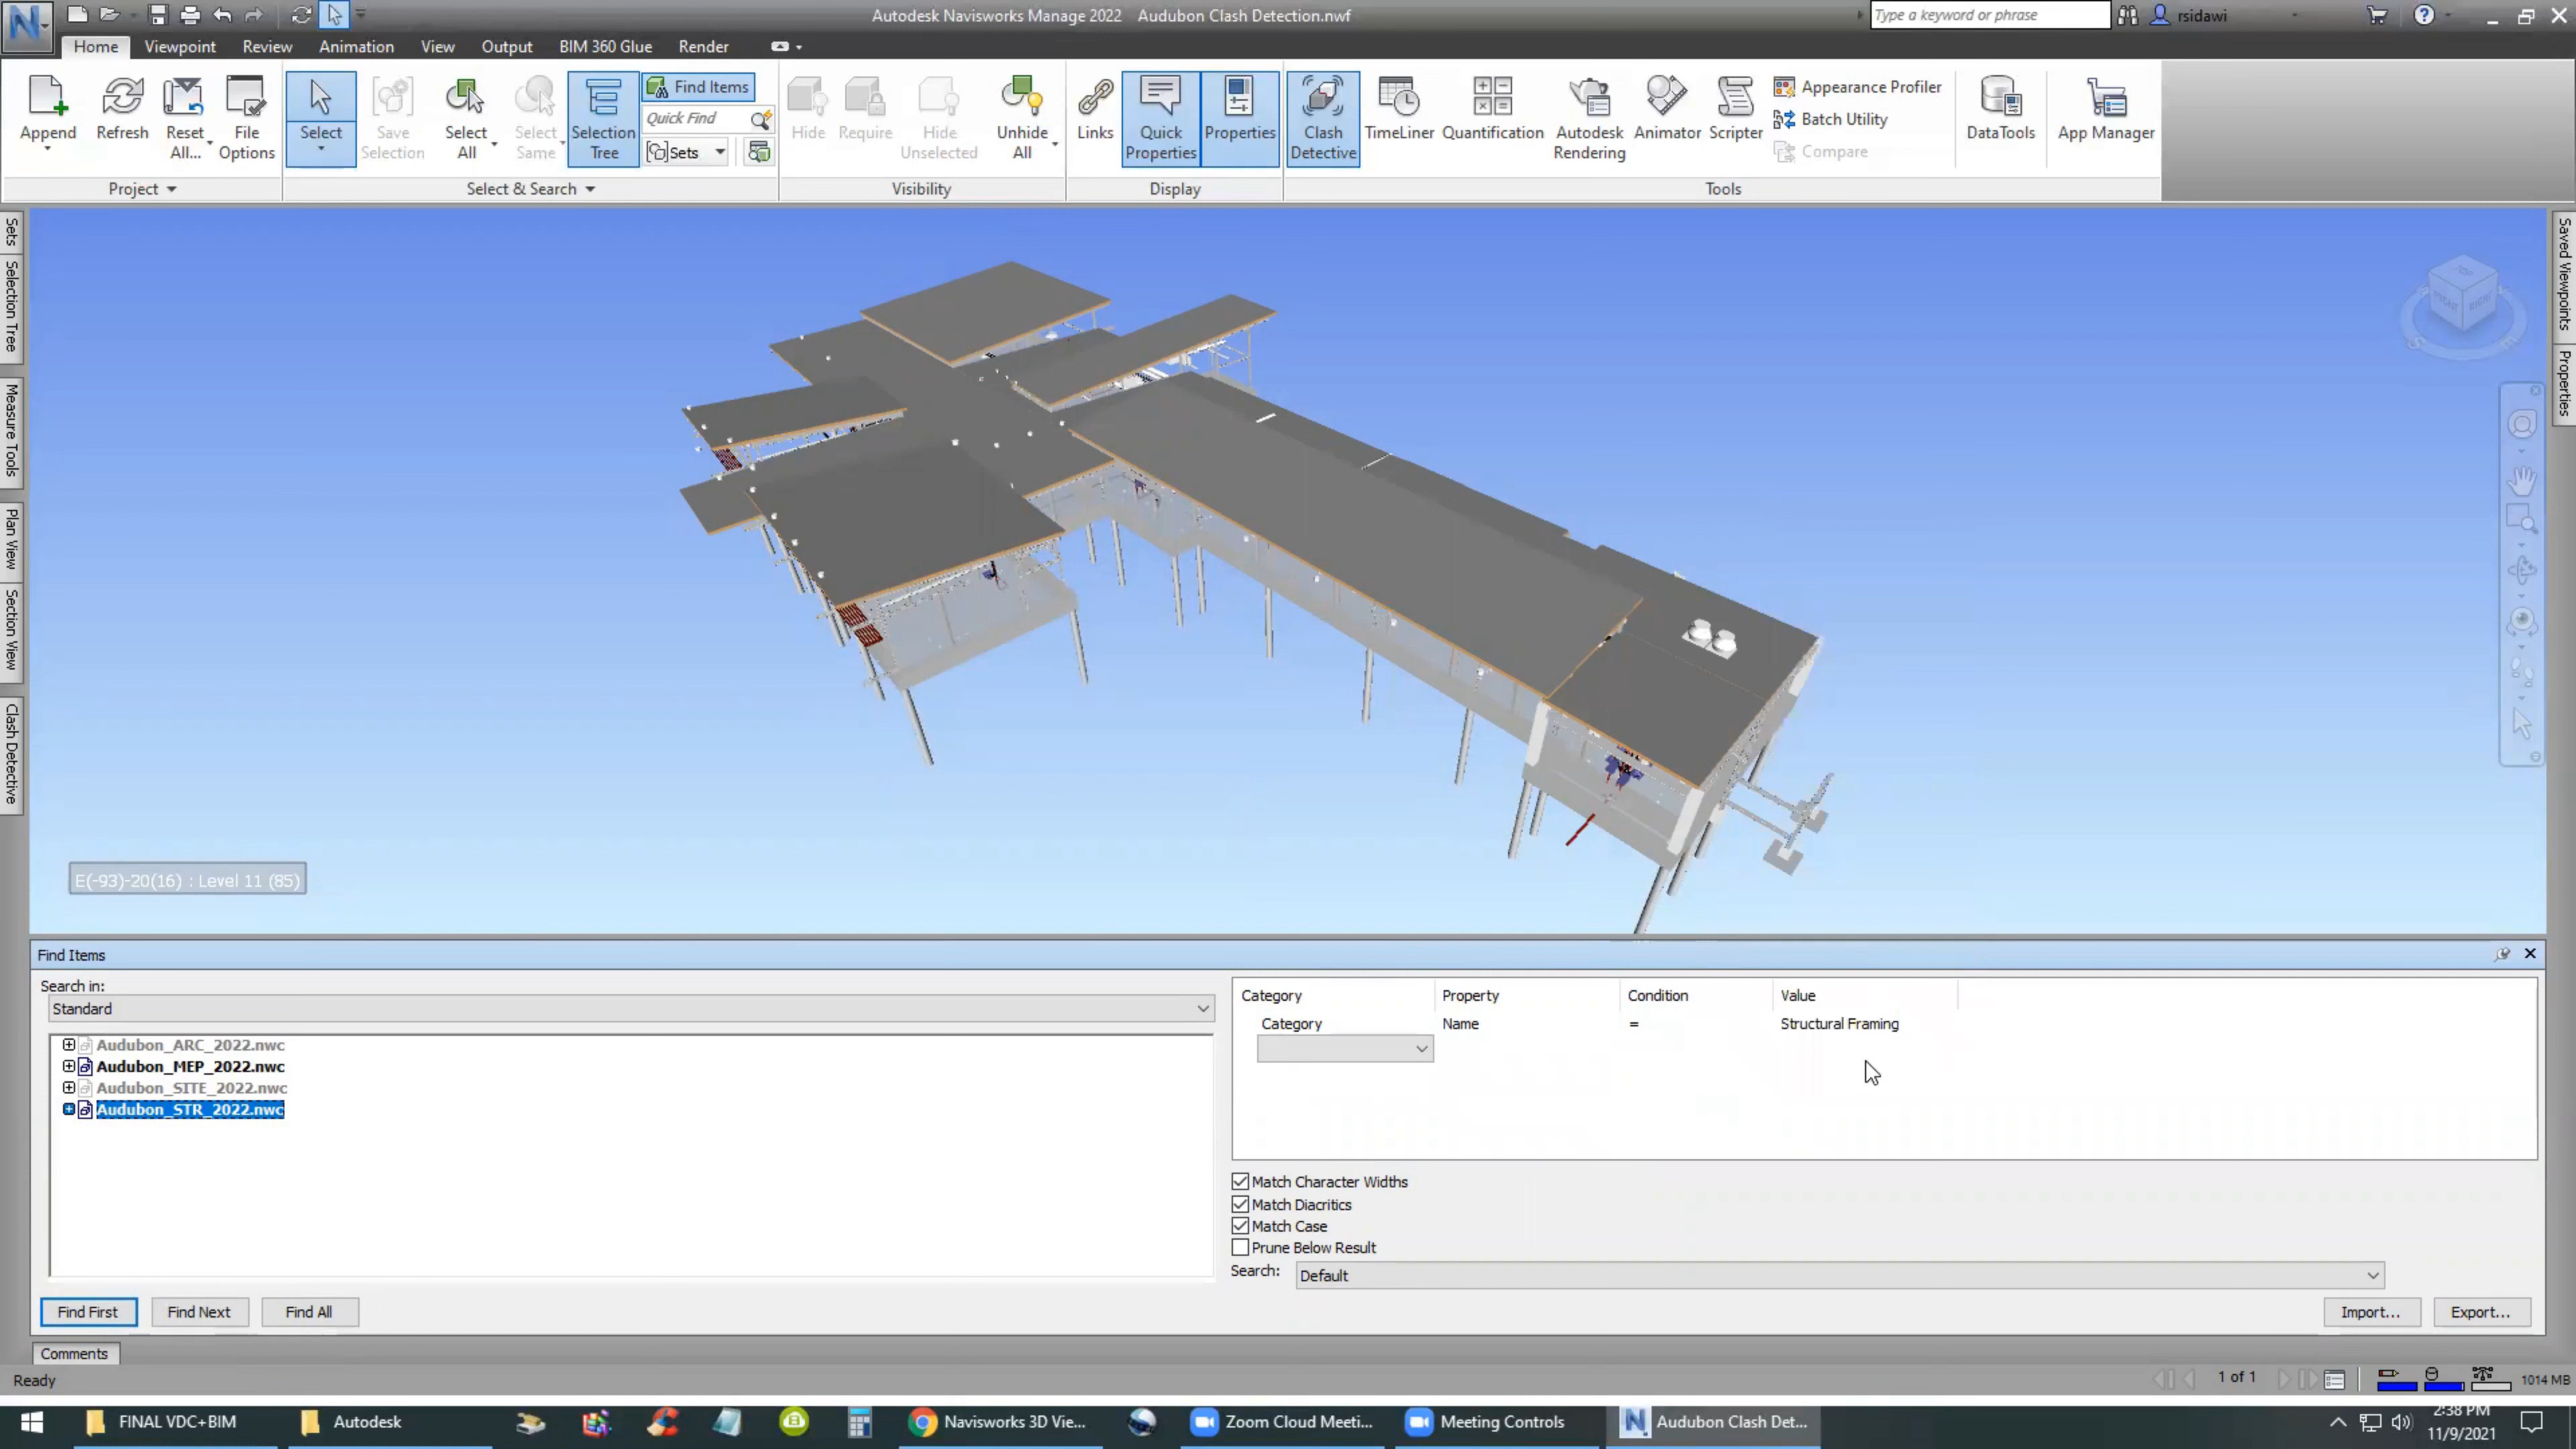 Autodesk Navisworks Manage 2022 Audubon Clash Detection.nwf
Type a keyword or phrase
rsidawi
Home Viewpoint Review Animation View Output BIM 360 Glue Render
Append
Refresh
Reset All...
File Options
Project
Select
Save Selection
Select All
Select Same
Selection Tree
Find Items
Quick Find
Sets
Select & Search
Hide
Require
Hide Unselected
Unhide All
Visibility
Links
Quick Properties
Properties
Display
Clash Detective
TimeLiner
Quantification
Autodesk Rendering
Animator
Scripter
Appearance Profiler
Batch Utility
Compare
DataTools
App Manager
Tools
Sets
Selection Tree
Measure Tools
Plan View
Section View
Clash Detective
Saved Viewpoints
Properties
TOP
FRONT
RIGHT
E(-93)-20(16) : Level 11 (85)
Find Items
Search in:
Standard
Audubon_ARC_2022.nwc
Audubon_MEP_2022.nwc
Audubon_SITE_2022.nwc
Audubon_STR_2022.nwc
Category Property Condition Value
Category Name = Structural Framing
Match Character Widths
Match Diacritics
Match Case
Prune Below Result
Search: Default
Find First Find Next Find All
Import... Export...
Comments
Ready
1 of 1
1014 MB
FINAL VDC+BIM
Autodesk
Navisworks 3D Vie...
Zoom Cloud Meeti...
Meeting Controls
Audubon Clash Det...
2:38 PM
11/9/2021